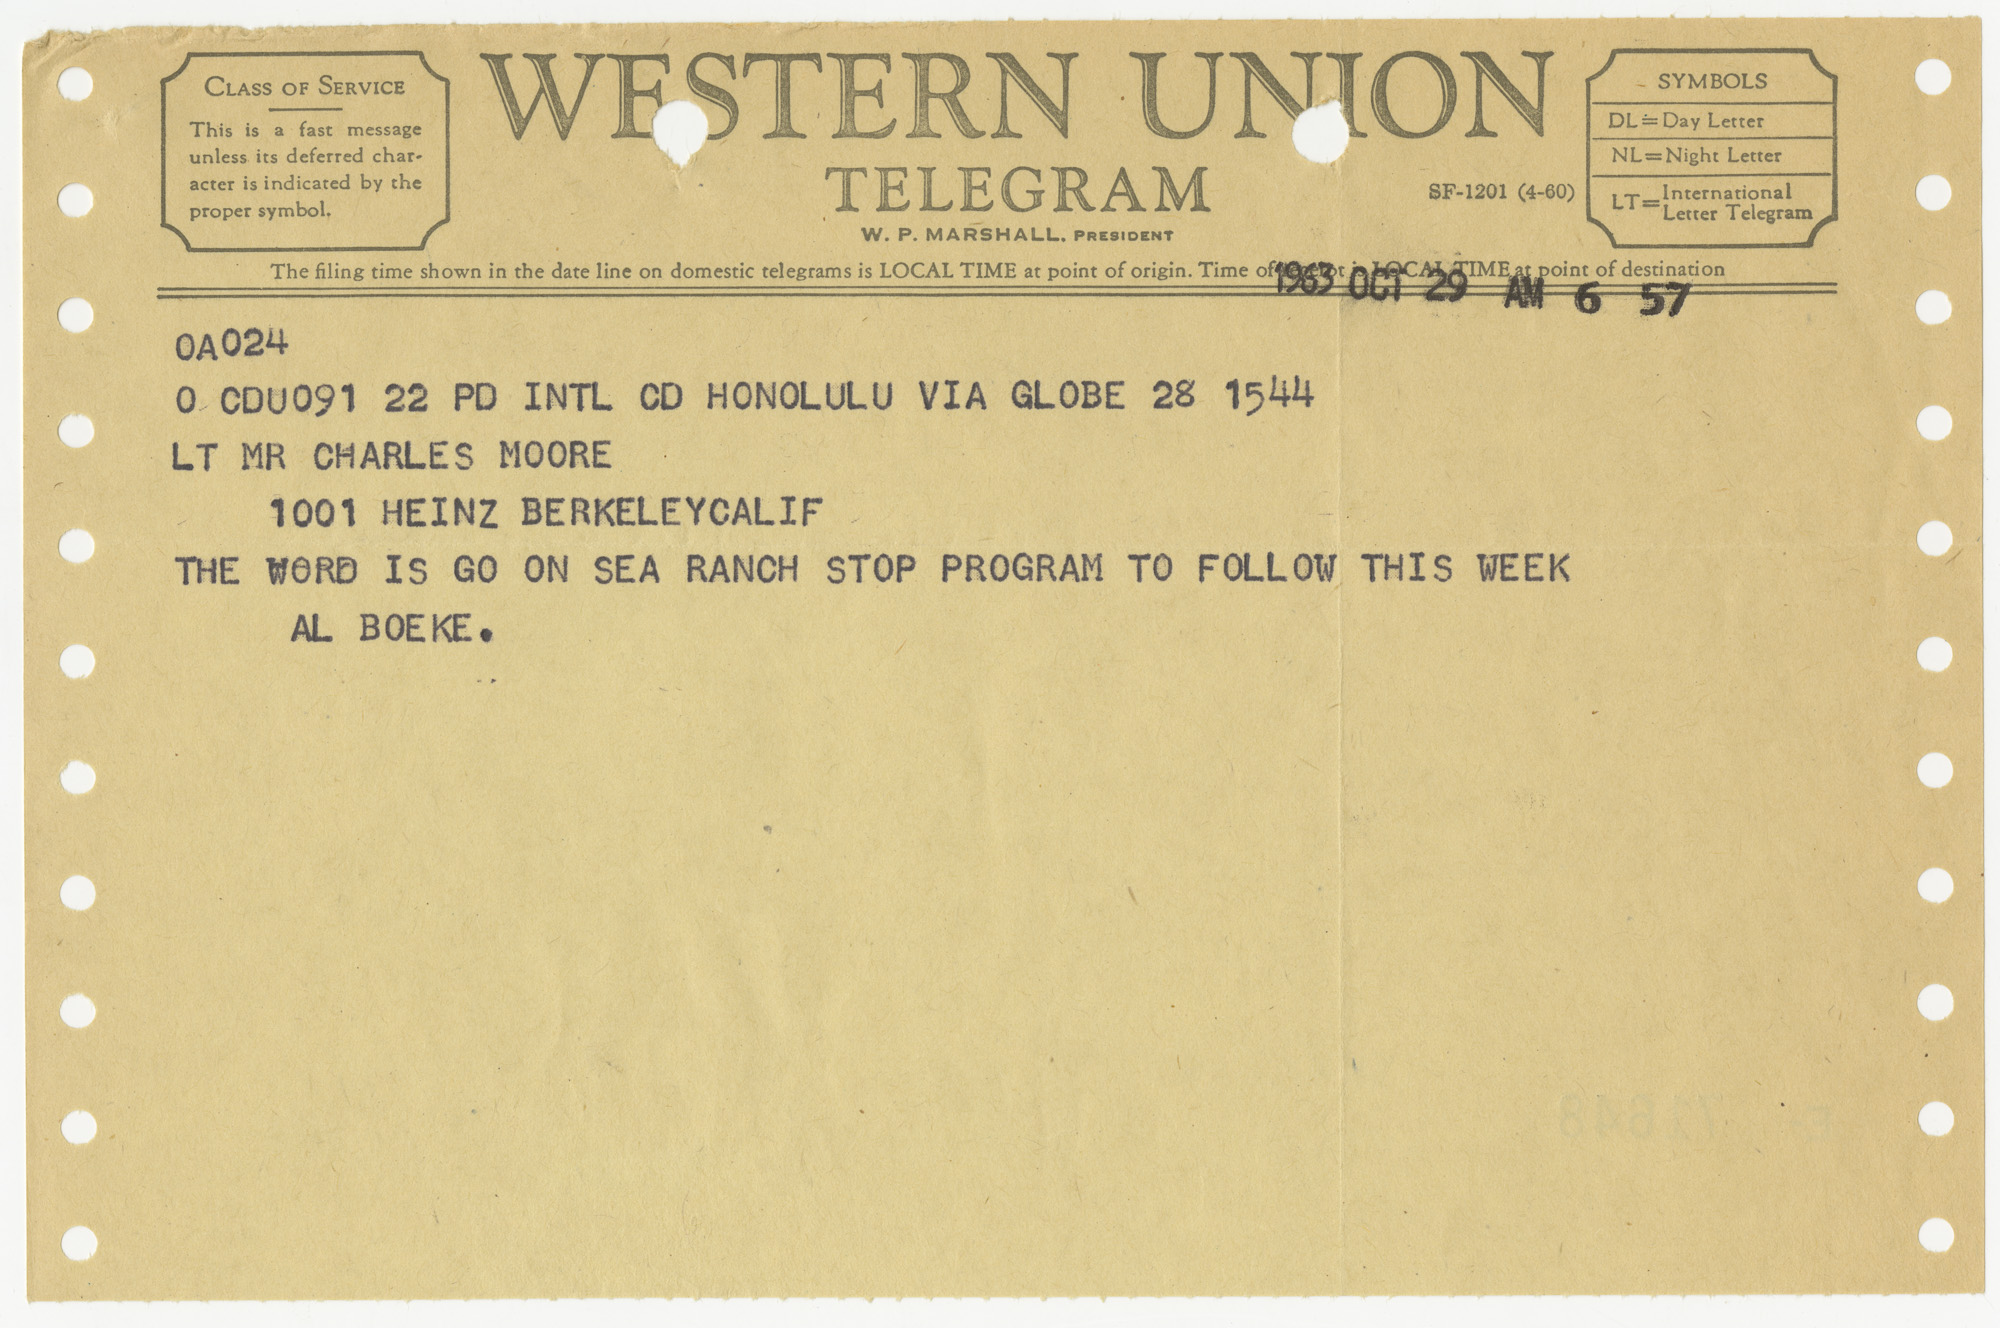 CLASS OF SERVICE
This is a fast message
unless its deferred char-
acter is indicated by the
proper symbol.
WESTERN UNION
TELEGRAM
W. P. MARSHALL, PRESIDENT
SF-1201 (4-60)
SYMBOLS
DL=Day Letter
NL=Night Letter
LT=International
Letter Telegram
The filing time shown in the date line on domestic telegrams is LOCAL TIME at point of origin. Time of receipt is LOCAL TIME at point of destination
1963 OCT 29 AM 6 57
OA024
O CDU091 22 PD INTL CD HONOLULU VIA GLOBE 28 1544
LT MR CHARLES MOORE
1001 HEINZ BERKELEYCALIF
THE WORD IS GO ON SEA RANCH STOP PROGRAM TO FOLLOW THIS WEEK
AL BOEKE.